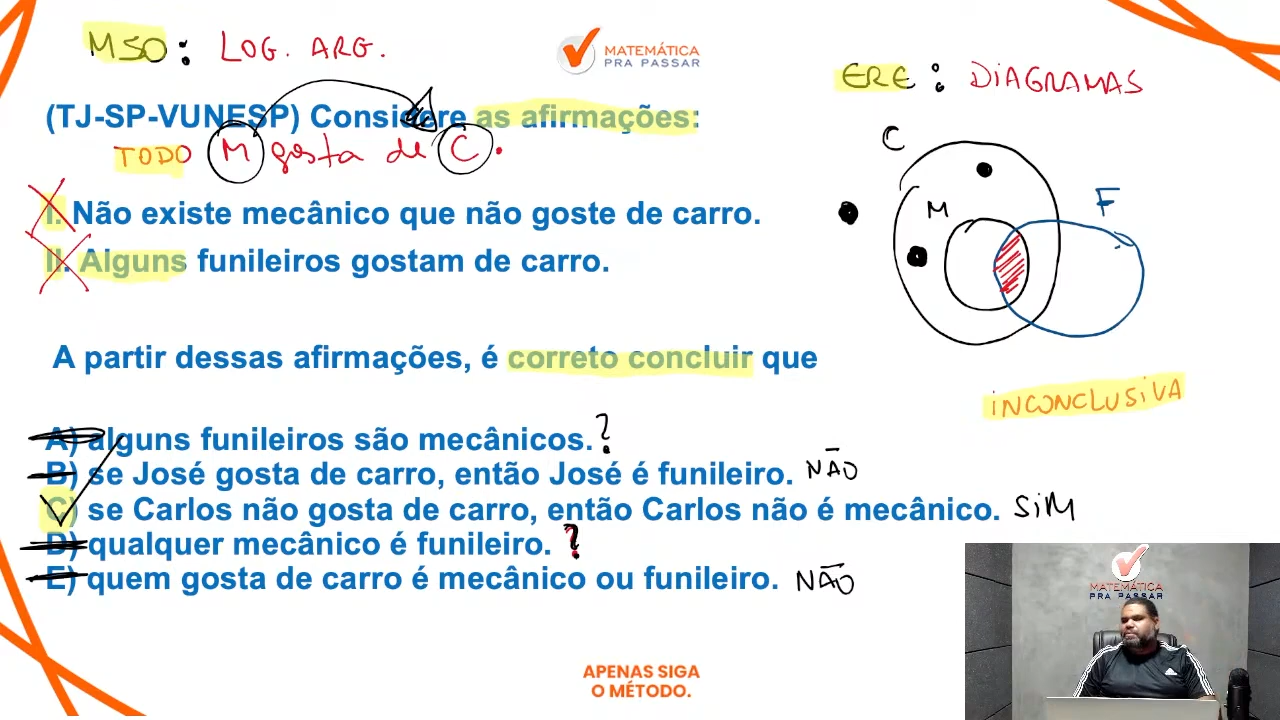 MSO: LOG. ARG.
MATEMÁTICA
PRA PASSAR
ERE: DIAGRAMAS
(TJ-SP-VUNESP) Considere as afirmações:
TODO M gosta de C.
C
M
F
I. Não existe mecânico que não goste de carro.
II. Alguns funileiros gostam de carro.
A partir dessas afirmações, é correto concluir que
INCONCLUSIVA
A) alguns funileiros são mecânicos. ?
B) se José gosta de carro, então José é funileiro. NÃO
C) se Carlos não gosta de carro, então Carlos não é mecânico. SIM
D) qualquer mecânico é funileiro. ?
E) quem gosta de carro é mecânico ou funileiro. NÃO
MATEMÁTICA
PRA PASSAR
APENAS SIGA
O MÉTODO.